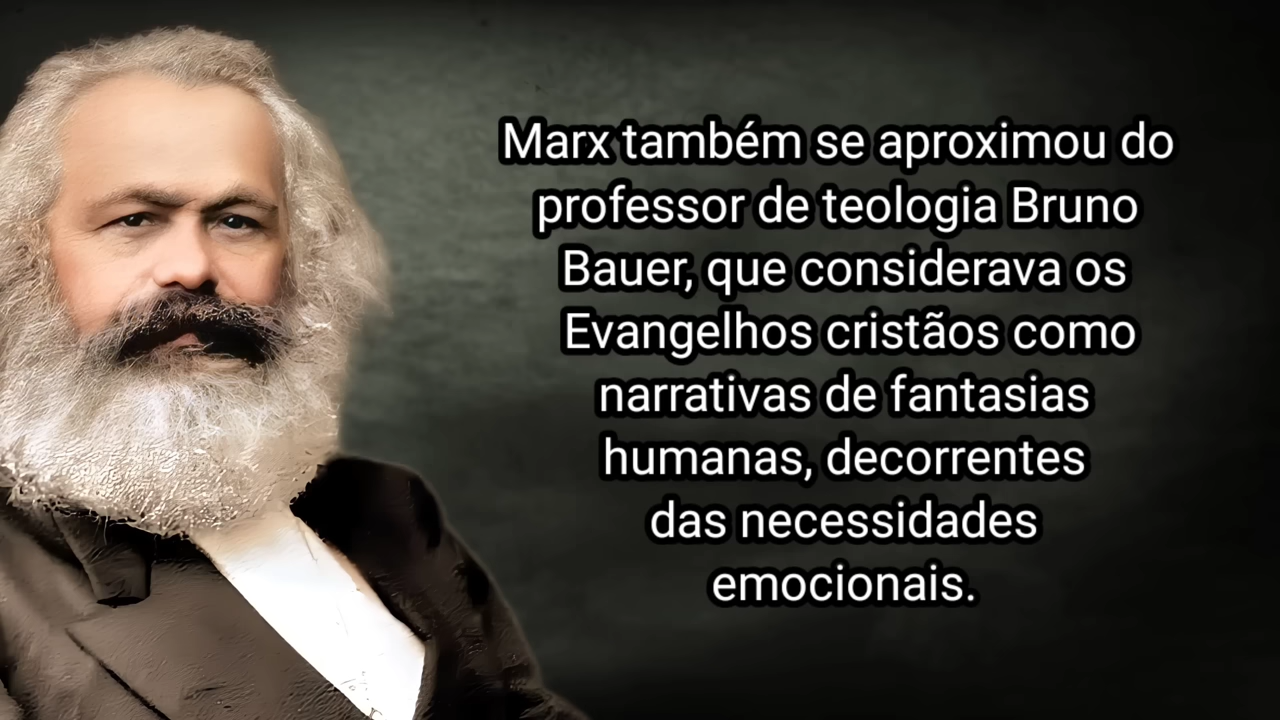 Marx também se aproximou do
professor de teologia Bruno
Bauer, que considerava os
Evangelhos cristãos como
narrativas de fantasias
humanas, decorrentes
das necessidades
emocionais.